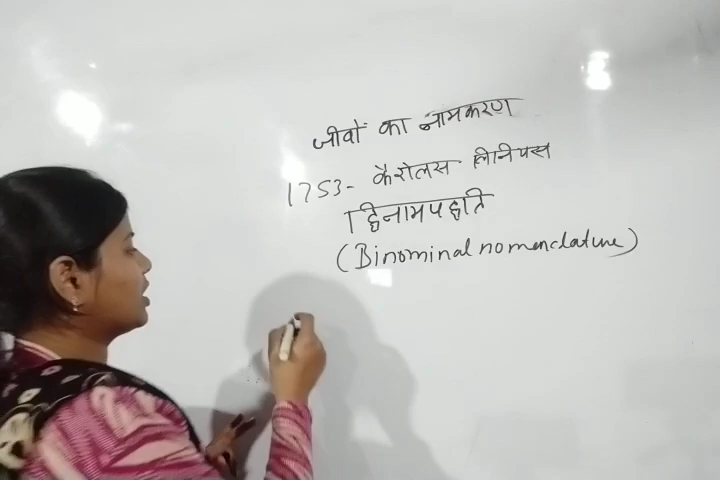 जीवों का नामकरण
1753- कैरोलस लिनियस
द्विनामपद्धति
(Binominal nomenclature)